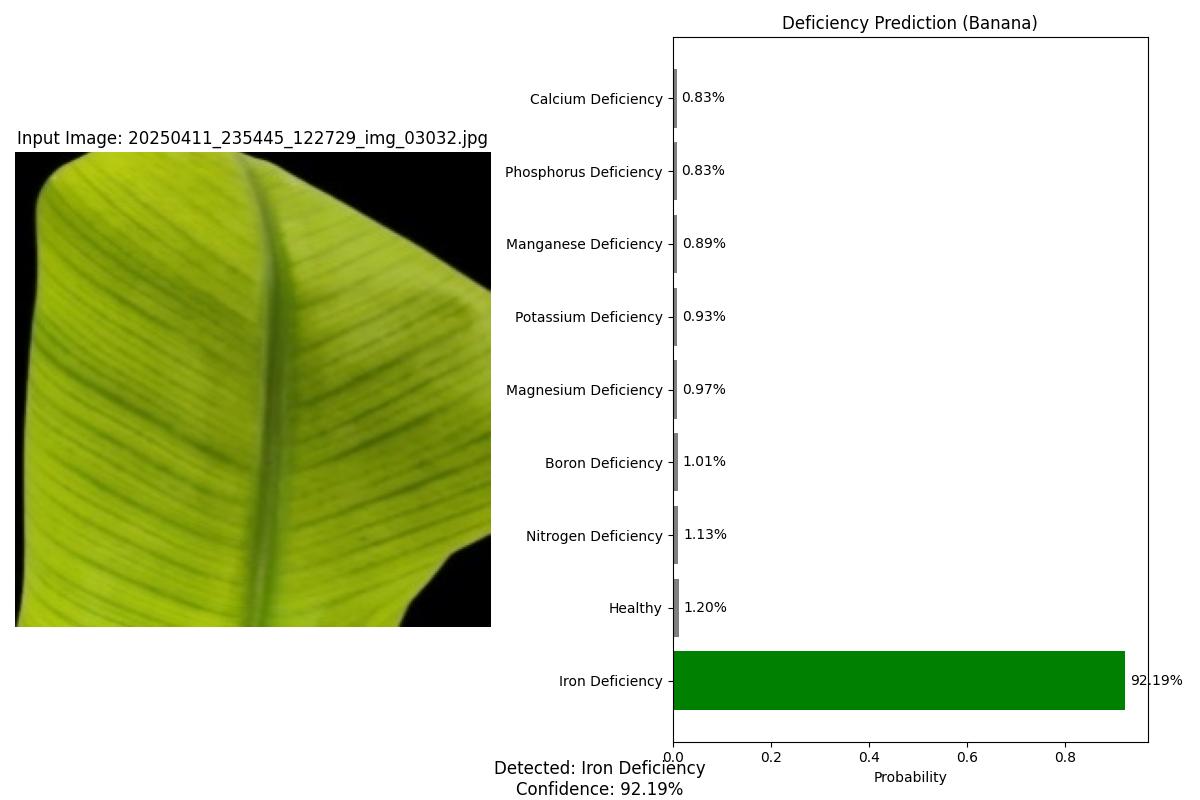 Input Image: 20250411_235445_122729_img_03032.jpg
Deficiency Prediction (Banana)
Calcium Deficiency 0.83%
Phosphorus Deficiency 0.83%
Manganese Deficiency 0.89%
Potassium Deficiency 0.93%
Magnesium Deficiency 0.97%
Boron Deficiency 1.01%
Nitrogen Deficiency 1.13%
Healthy 1.20%
Iron Deficiency 92.19%
0.0 0.2 0.4 0.6 0.8
Probability
Detected: Iron Deficiency
Confidence: 92.19%